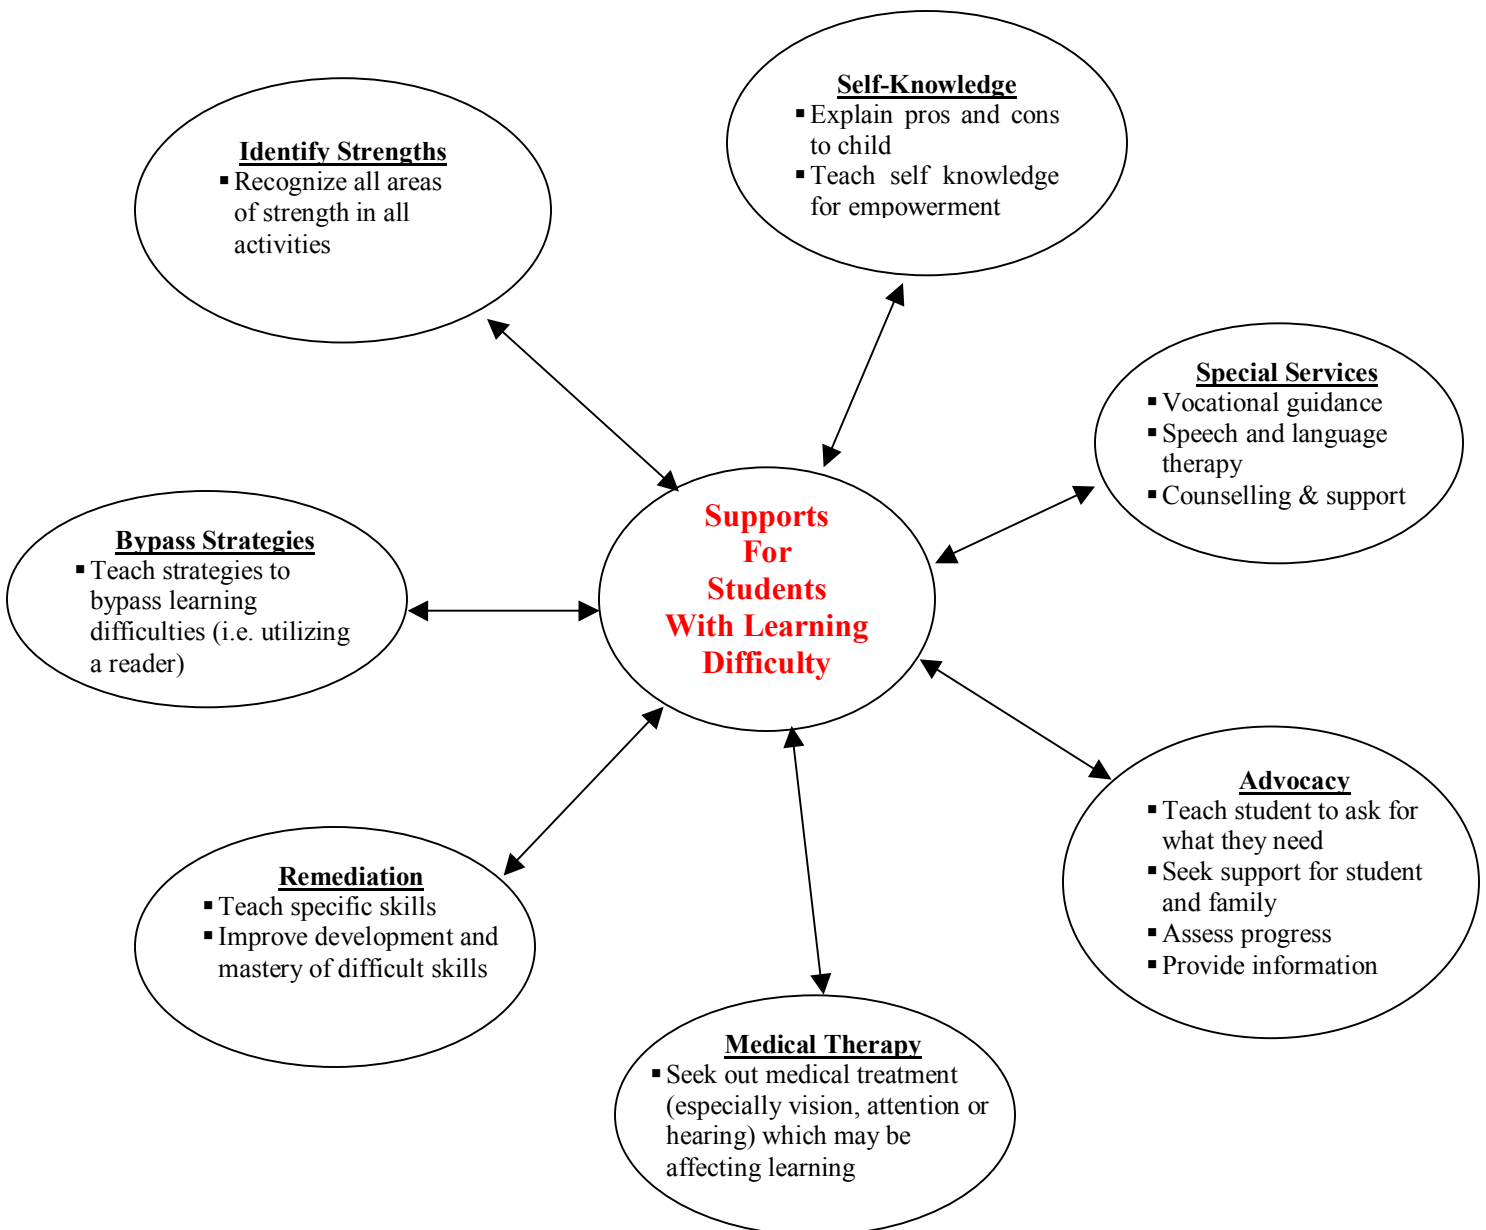 Self-Knowledge
▪ Explain pros and cons
to child
▪ Teach self knowledge
for empowerment
Identify Strengths
▪ Recognize all areas
of strength in all
activities
Special Services
▪ Vocational guidance
▪ Speech and language
therapy
▪ Counselling & support
Supports
For
Students
With Learning
Difficulty
Bypass Strategies
▪ Teach strategies to
bypass learning
difficulties (i.e. utilizing
a reader)
Advocacy
▪ Teach student to ask for
what they need
▪ Seek support for student
and family
▪ Assess progress
▪ Provide information
Remediation
▪ Teach specific skills
▪ Improve development and
mastery of difficult skills
Medical Therapy
▪ Seek out medical treatment
(especially vision, attention or
hearing) which may be
affecting learning